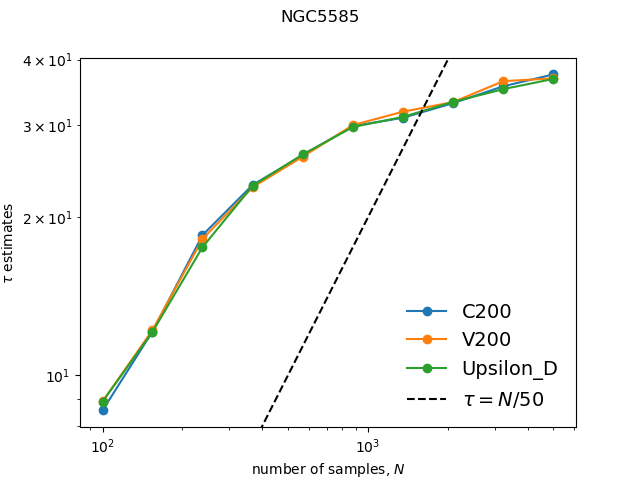 NGC5585
τ estimates
4 × 10¹
3 × 10¹
2 × 10¹
10¹
10²
10³
number of samples, N
C200
V200
Upsilon_D
τ = N/50